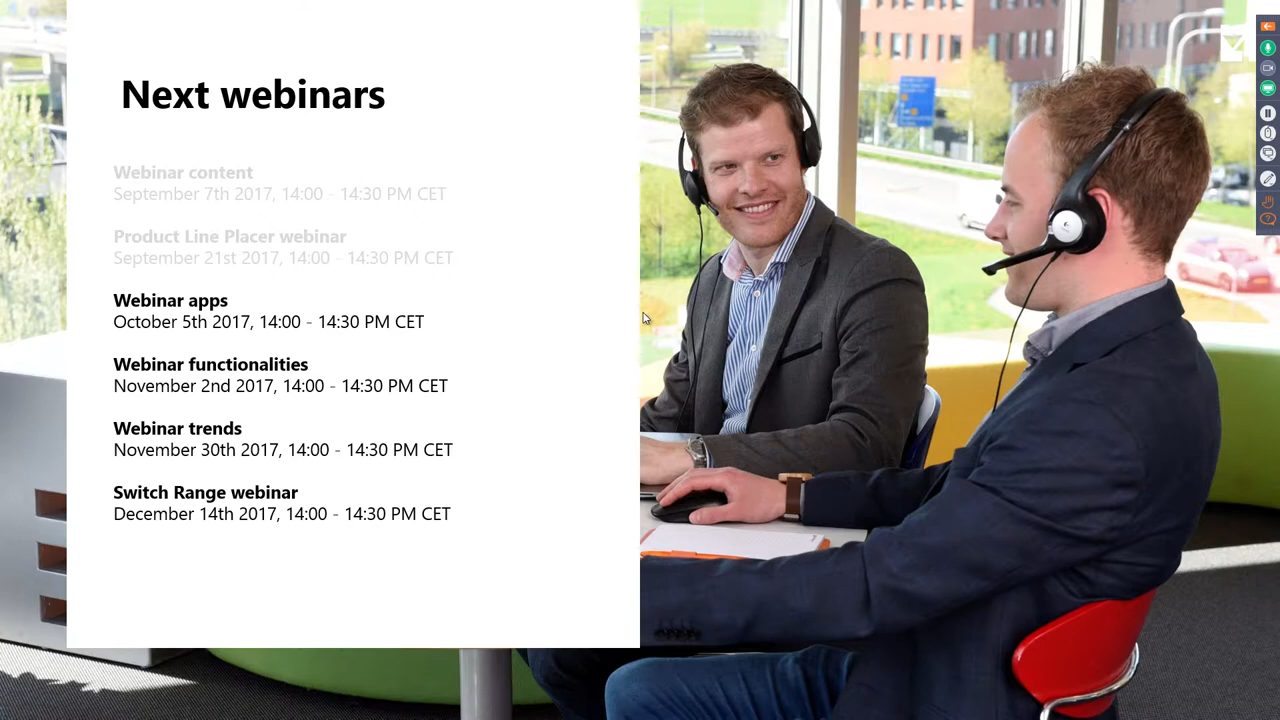 Next webinars
Webinar content
September 7th 2017, 14:00 - 14:30 PM CET
Product Line Placer webinar
September 21st 2017, 14:00 - 14:30 PM CET
Webinar apps
October 5th 2017, 14:00 - 14:30 PM CET
Webinar functionalities
November 2nd 2017, 14:00 - 14:30 PM CET
Webinar trends
November 30th 2017, 14:00 - 14:30 PM CET
Switch Range webinar
December 14th 2017, 14:00 - 14:30 PM CET